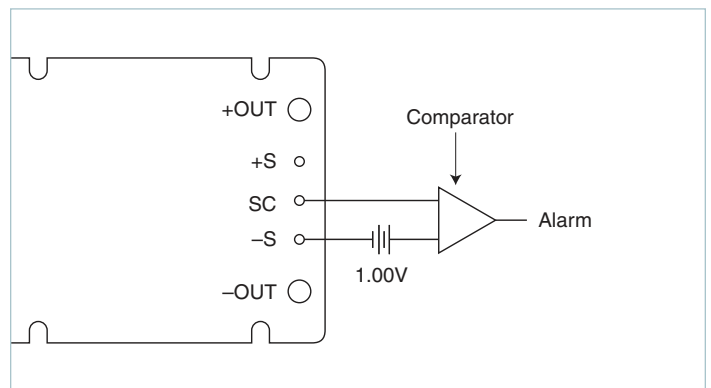 +OUT
Comparator
+S
SC
Alarm
–S
1.00V
–OUT